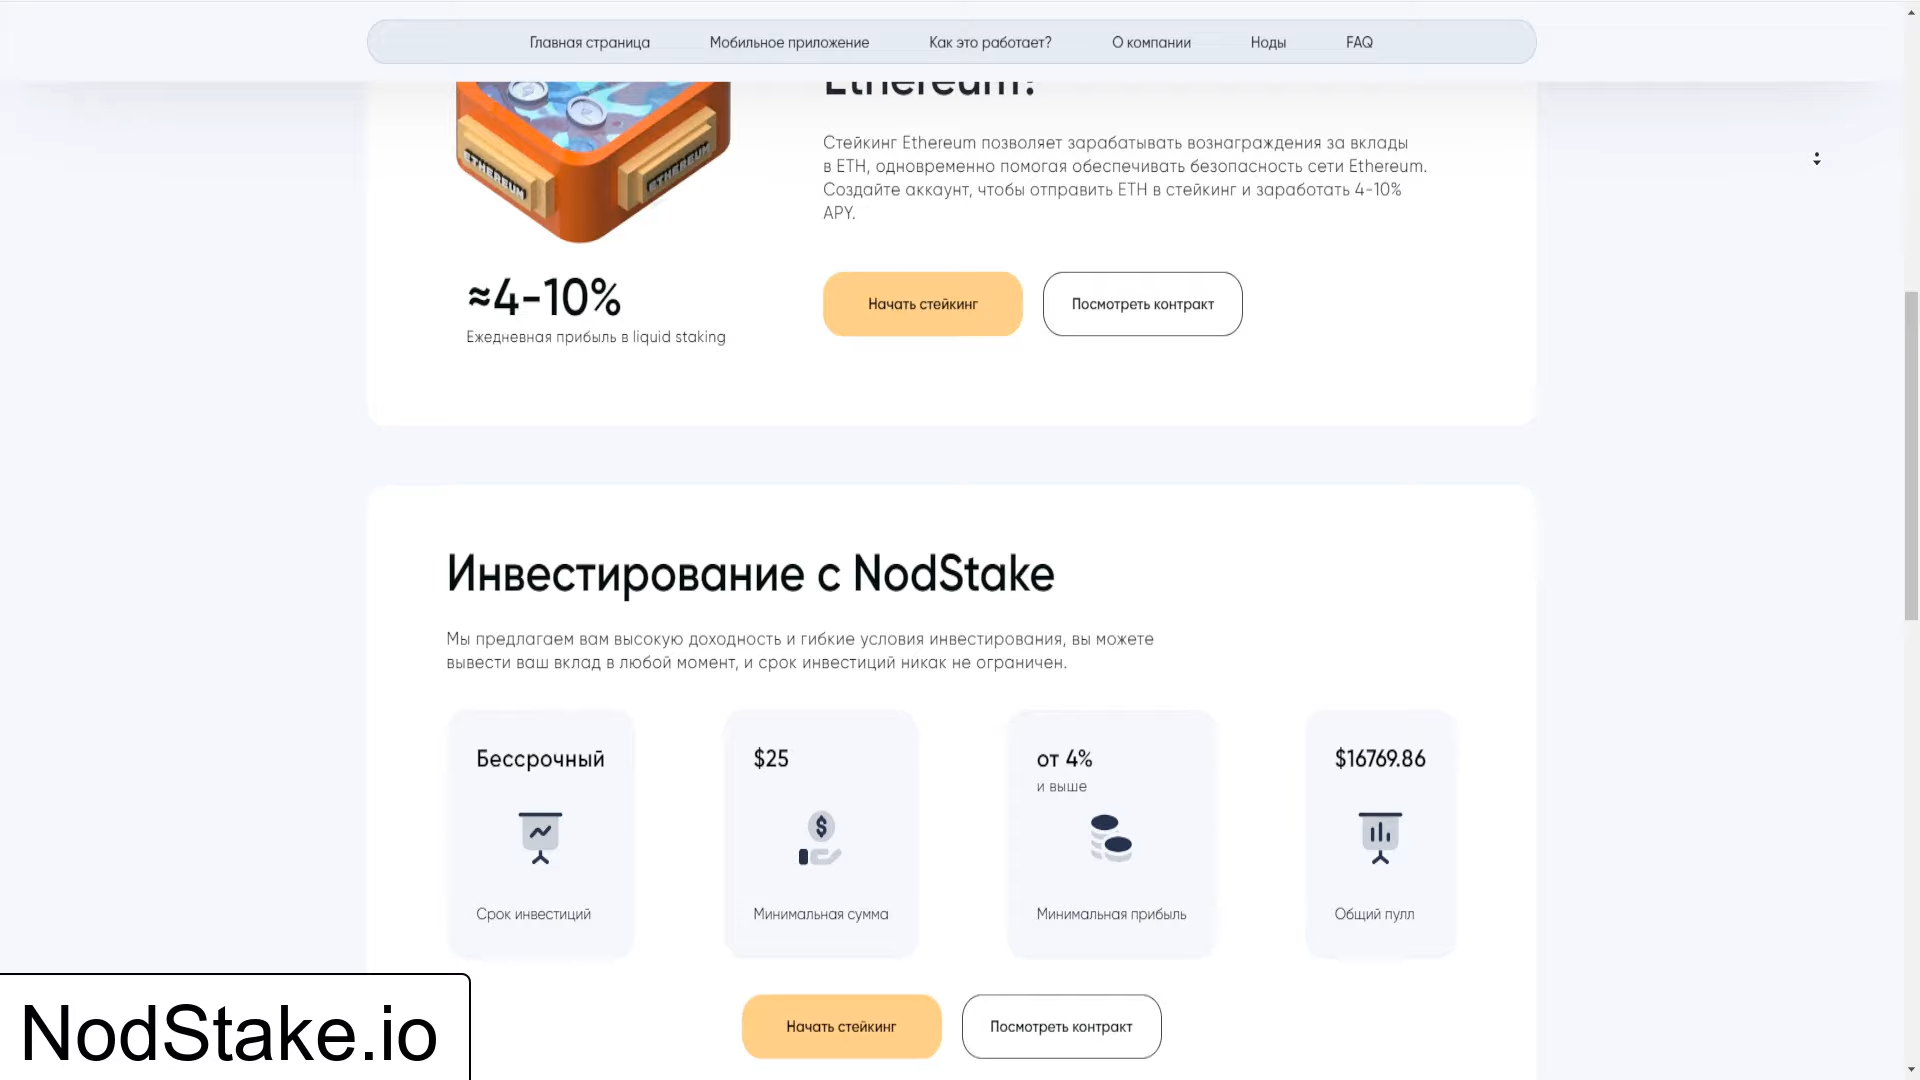 Главная страница
Мобильное приложение
Как это работает?
О компании
Ноды
FAQ
Ethereum?
ETHEREUM
ETHEREUM
Стейкинг Ethereum позволяет зарабатывать вознаграждения за вклады
в ETH, одновременно помогая обеспечивать безопасность сети Ethereum.
Создайте аккаунт, чтобы отправить ETH в стейкинг и заработать 4-10%
APY.
≈4-10%
Ежедневная прибыль в liquid staking
Начать стейкинг
Посмотреть контракт
Инвестирование с NodStake
Мы предлагаем вам высокую доходность и гибкие условия инвестирования, вы можете
вывести ваш вклад в любой момент, и срок инвестиций никак не ограничен.
Бессрочный
Срок инвестиций
$25
Минимальная сумма
от 4%
и выше
Минимальная прибыль
$16769.86
Общий пулл
Начать стейкинг
Посмотреть контракт
NodStake.io